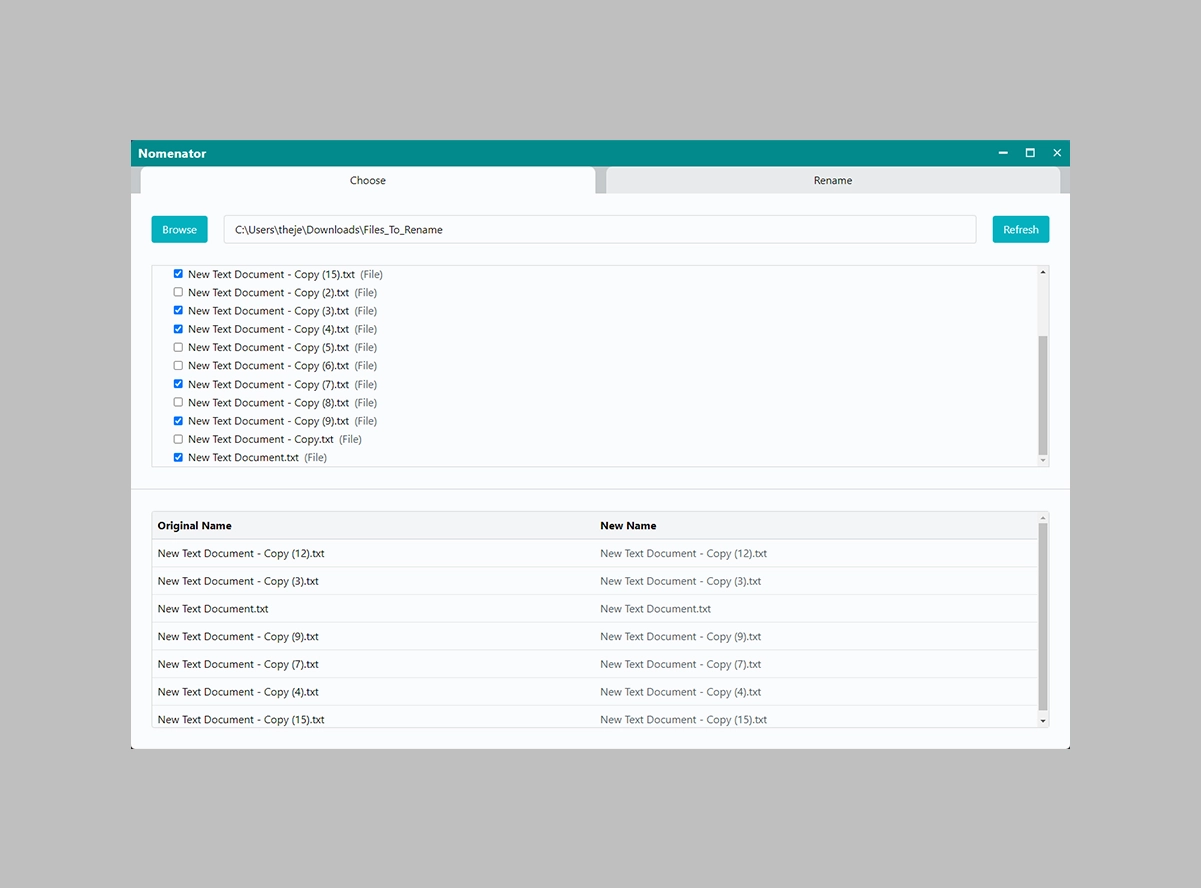 Nomenator
Choose Rename
Browse C:\Users\theje\Downloads\Files_To_Rename Refresh
New Text Document - Copy (15).txt (File)
New Text Document - Copy (2).txt (File)
New Text Document - Copy (3).txt (File)
New Text Document - Copy (4).txt (File)
New Text Document - Copy (5).txt (File)
New Text Document - Copy (6).txt (File)
New Text Document - Copy (7).txt (File)
New Text Document - Copy (8).txt (File)
New Text Document - Copy (9).txt (File)
New Text Document - Copy.txt (File)
New Text Document.txt (File)
Original Name New Name
New Text Document - Copy (12).txt New Text Document - Copy (12).txt
New Text Document - Copy (3).txt New Text Document - Copy (3).txt
New Text Document.txt New Text Document.txt
New Text Document - Copy (9).txt New Text Document - Copy (9).txt
New Text Document - Copy (7).txt New Text Document - Copy (7).txt
New Text Document - Copy (4).txt New Text Document - Copy (4).txt
New Text Document - Copy (15).txt New Text Document - Copy (15).txt